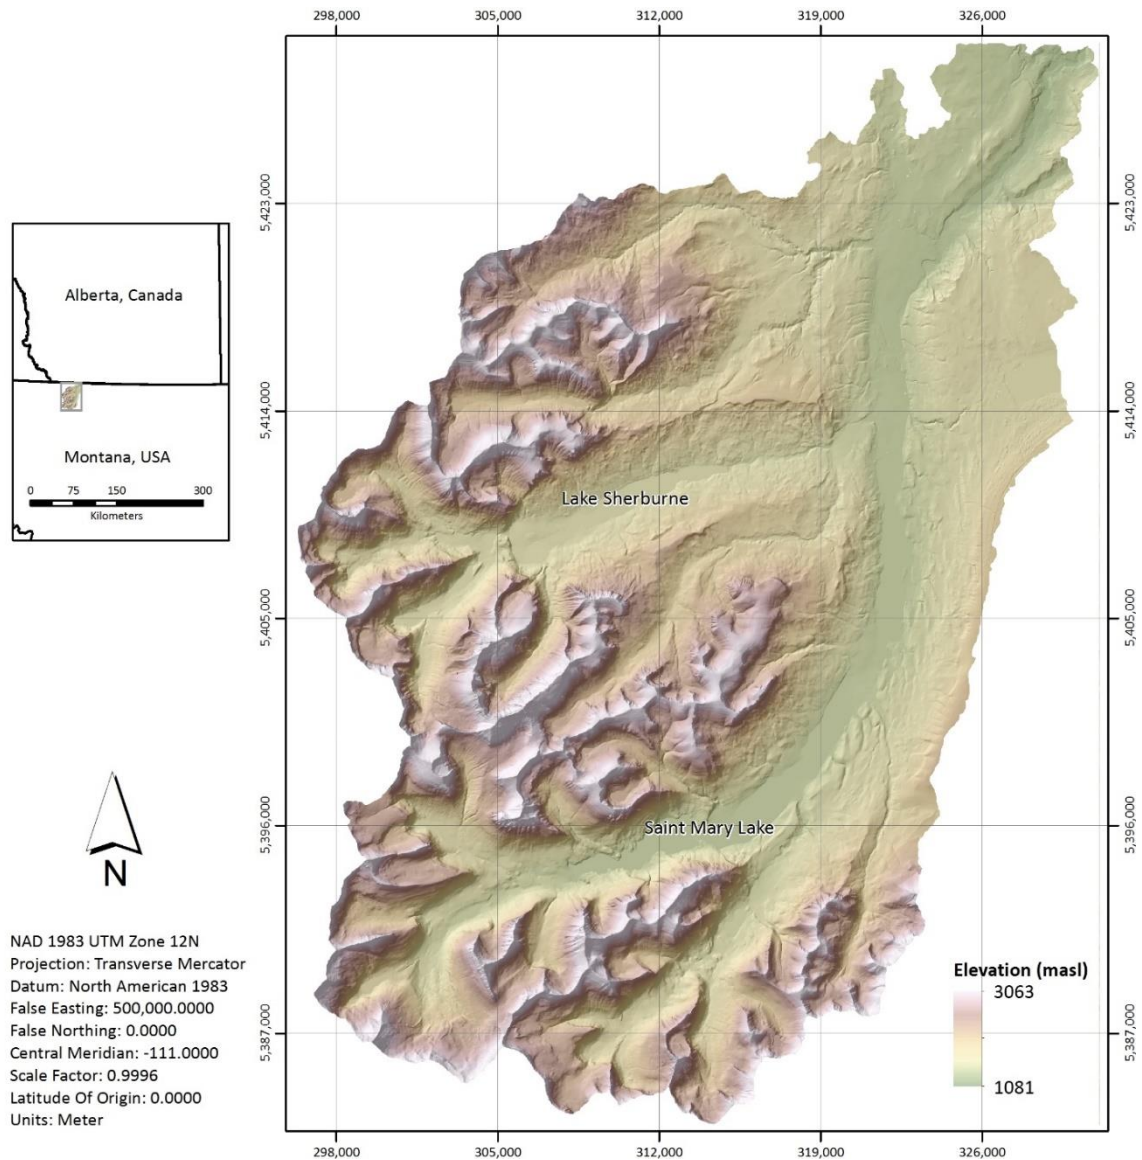 298,000 305,000 312,000 319,000 326,000
5,423,000 5,423,000
Alberta, Canada
Montana, USA
0 75 150 300
Kilometers
5,414,000 5,414,000
Lake Sherburne
5,405,000 5,405,000
Saint Mary Lake
5,396,000 5,396,000
N
NAD 1983 UTM Zone 12N
Projection: Transverse Mercator
Datum: North American 1983
False Easting: 500,000.0000
False Northing: 0.0000
Central Meridian: -111.0000
Scale Factor: 0.9996
Latitude Of Origin: 0.0000
Units: Meter
Elevation (masl)
3063
1081
5,387,000 5,387,000
298,000 305,000 312,000 319,000 326,000